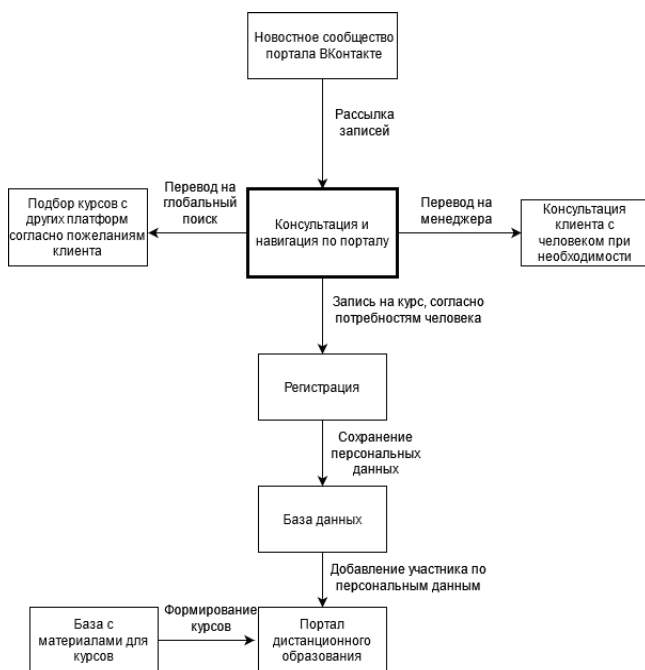 Новостное сообщество
портала ВКонтакте
Рассылка
записей
Подбор курсов с
других платформ
согласно пожеланиям
клиента
Перевод на
глобальный
поиск
Консультация и
навигация по порталу
Перевод на
менеджера
Консультация
клиента с
человеком при
необходимости
Запись на курс, согласно
потребностям человека
Регистрация
Сохранение
персональных
данных
База данных
Добавление участника по
персональным данным
База с
материалами для
курсов
Формирование
курсов
Портал
дистанционного
образования